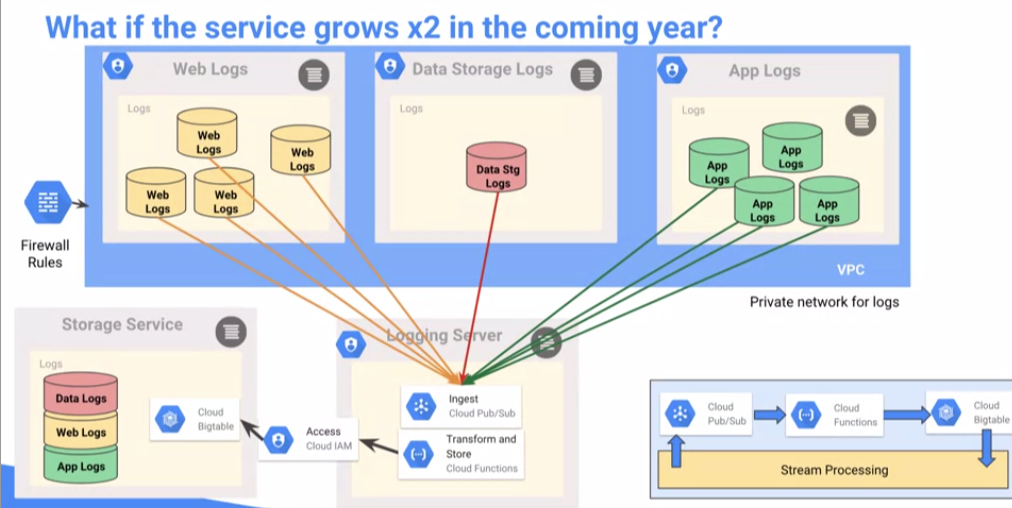 What if the service grows x2 in the coming year?
Web Logs
Data Storage Logs
App Logs
Logs
Logs
Logs
Web
Logs
Web
Logs
Web
Logs
Web
Logs
Data Stg
Logs
App
Logs
App
Logs
App
Logs
App
Logs
Firewall
Rules
VPC
Private network for logs
Storage Service
Logs
Data Logs
Web Logs
App Logs
Cloud
Bigtable
Access
Cloud IAM
Logging Server
Ingest
Cloud Pub/Sub
Transform and
Store
Cloud Functions
Cloud
Pub/Sub
Cloud
Functions
Cloud
Bigtable
Stream Processing